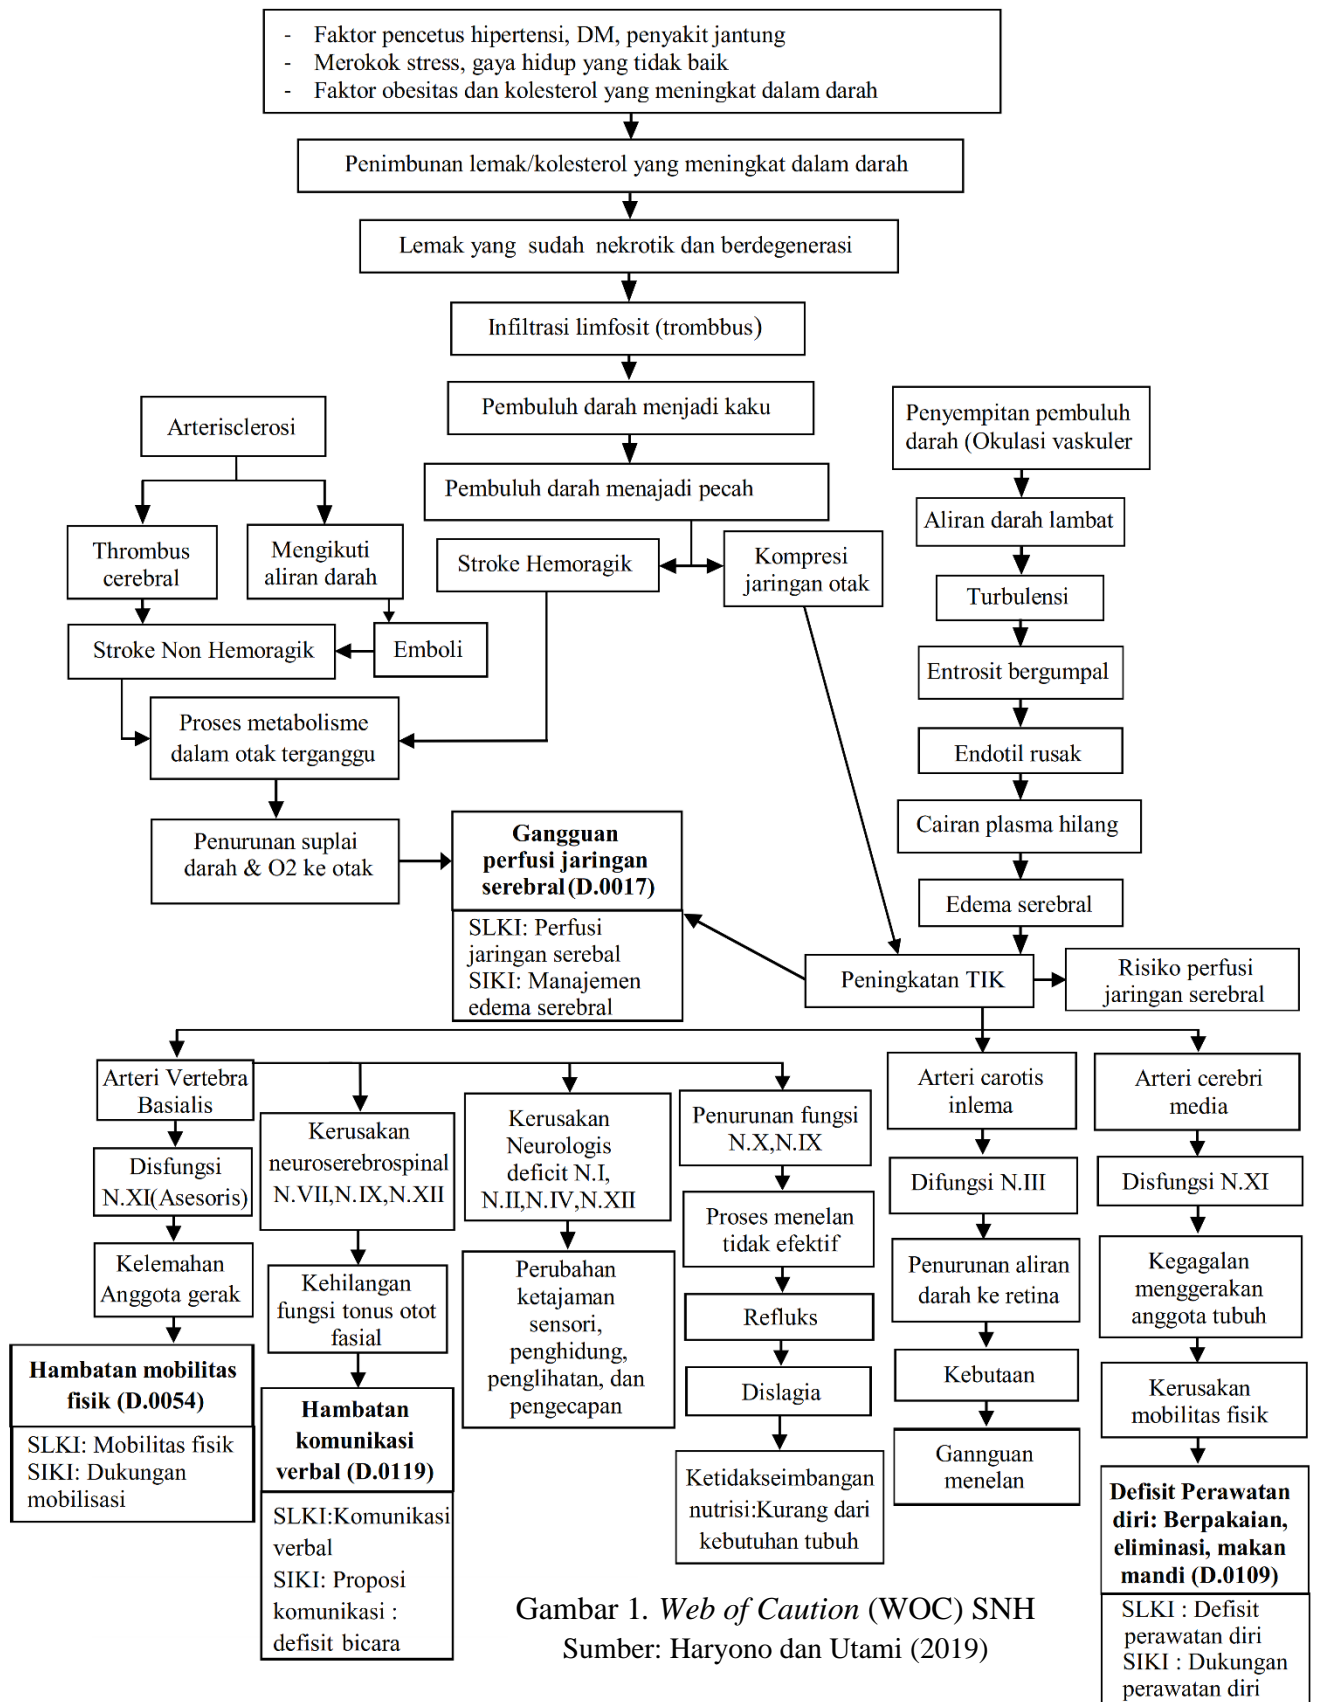 - Faktor pencetus hipertensi, DM, penyakit jantung
- Merokok stress, gaya hidup yang tidak baik
- Faktor obesitas dan kolesterol yang meningkat dalam darah
Penimbunan lemak/kolesterol yang meningkat dalam darah
Lemak yang sudah nekrotik dan berdegenerasi
Infiltrasi limfosit (trombbus)
Pembuluh darah menjadi kaku
Arterisclerosi
Penyempitan pembuluh
darah (Okulasi vaskuler
Pembuluh darah menajadi pecah
Aliran darah lambat
Thrombus
cerebral
Mengikuti
aliran darah
Stroke Hemoragik
Kompresi
jaringan otak
Turbulensi
Stroke Non Hemoragik
Emboli
Entrosit bergumpal
Proses metabolisme
dalam otak terganggu
Endotil rusak
Penurunan suplai
darah & O2 ke otak
Gangguan
perfusi jaringan
serebral (D.0017)
SLKI: Perfusi
jaringan serebal
SIKI: Manajemen
edema serebral
Cairan plasma hilang
Edema serebral
Peningkatan TIK
Risiko perfusi
jaringan serebral
Arteri Vertebra
Basialis
Disfungsi
N.XI(Asesoris)
Kelemahan
Anggota gerak
Hambatan mobilitas
fisik (D.0054)
SLKI: Mobilitas fisik
SIKI: Dukungan
mobilisasi
Kerusakan
neuroserebrospinal
N.VII,N.IX,N.XII
Kehilangan
fungsi tonus otot
fasial
Hambatan
komunikasi
verbal (D.0119)
SLKI:Komunikasi
verbal
SIKI: Proposi
komunikasi :
defisit bicara
Kerusakan
Neurologis
deficit N.I,
N.II,N.IV,N.XII
Perubahan
ketajaman
sensori,
penghidung,
penglihatan, dan
pengecapan
Penurunan fungsi
N.X,N.IX
Proses menelan
tidak efektif
Refluks
Dislagia
Ketidakseimbangan
nutrisi:Kurang dari
kebutuhan tubuh
Arteri carotis
inlema
Difungsi N.III
Penurunan aliran
darah ke retina
Kebutaan
Gannguan
menelan
Arteri cerebri
media
Disfungsi N.XI
Kegagalan
menggerakan
anggota tubuh
Kerusakan
mobilitas fisik
Defisit Perawatan
diri: Berpakaian,
eliminasi, makan
mandi (D.0109)
SLKI : Defisit
perawatan diri
SIKI : Dukungan
perawatan diri
Gambar 1. Web of Caution (WOC) SNH
Sumber: Haryono dan Utami (2019)